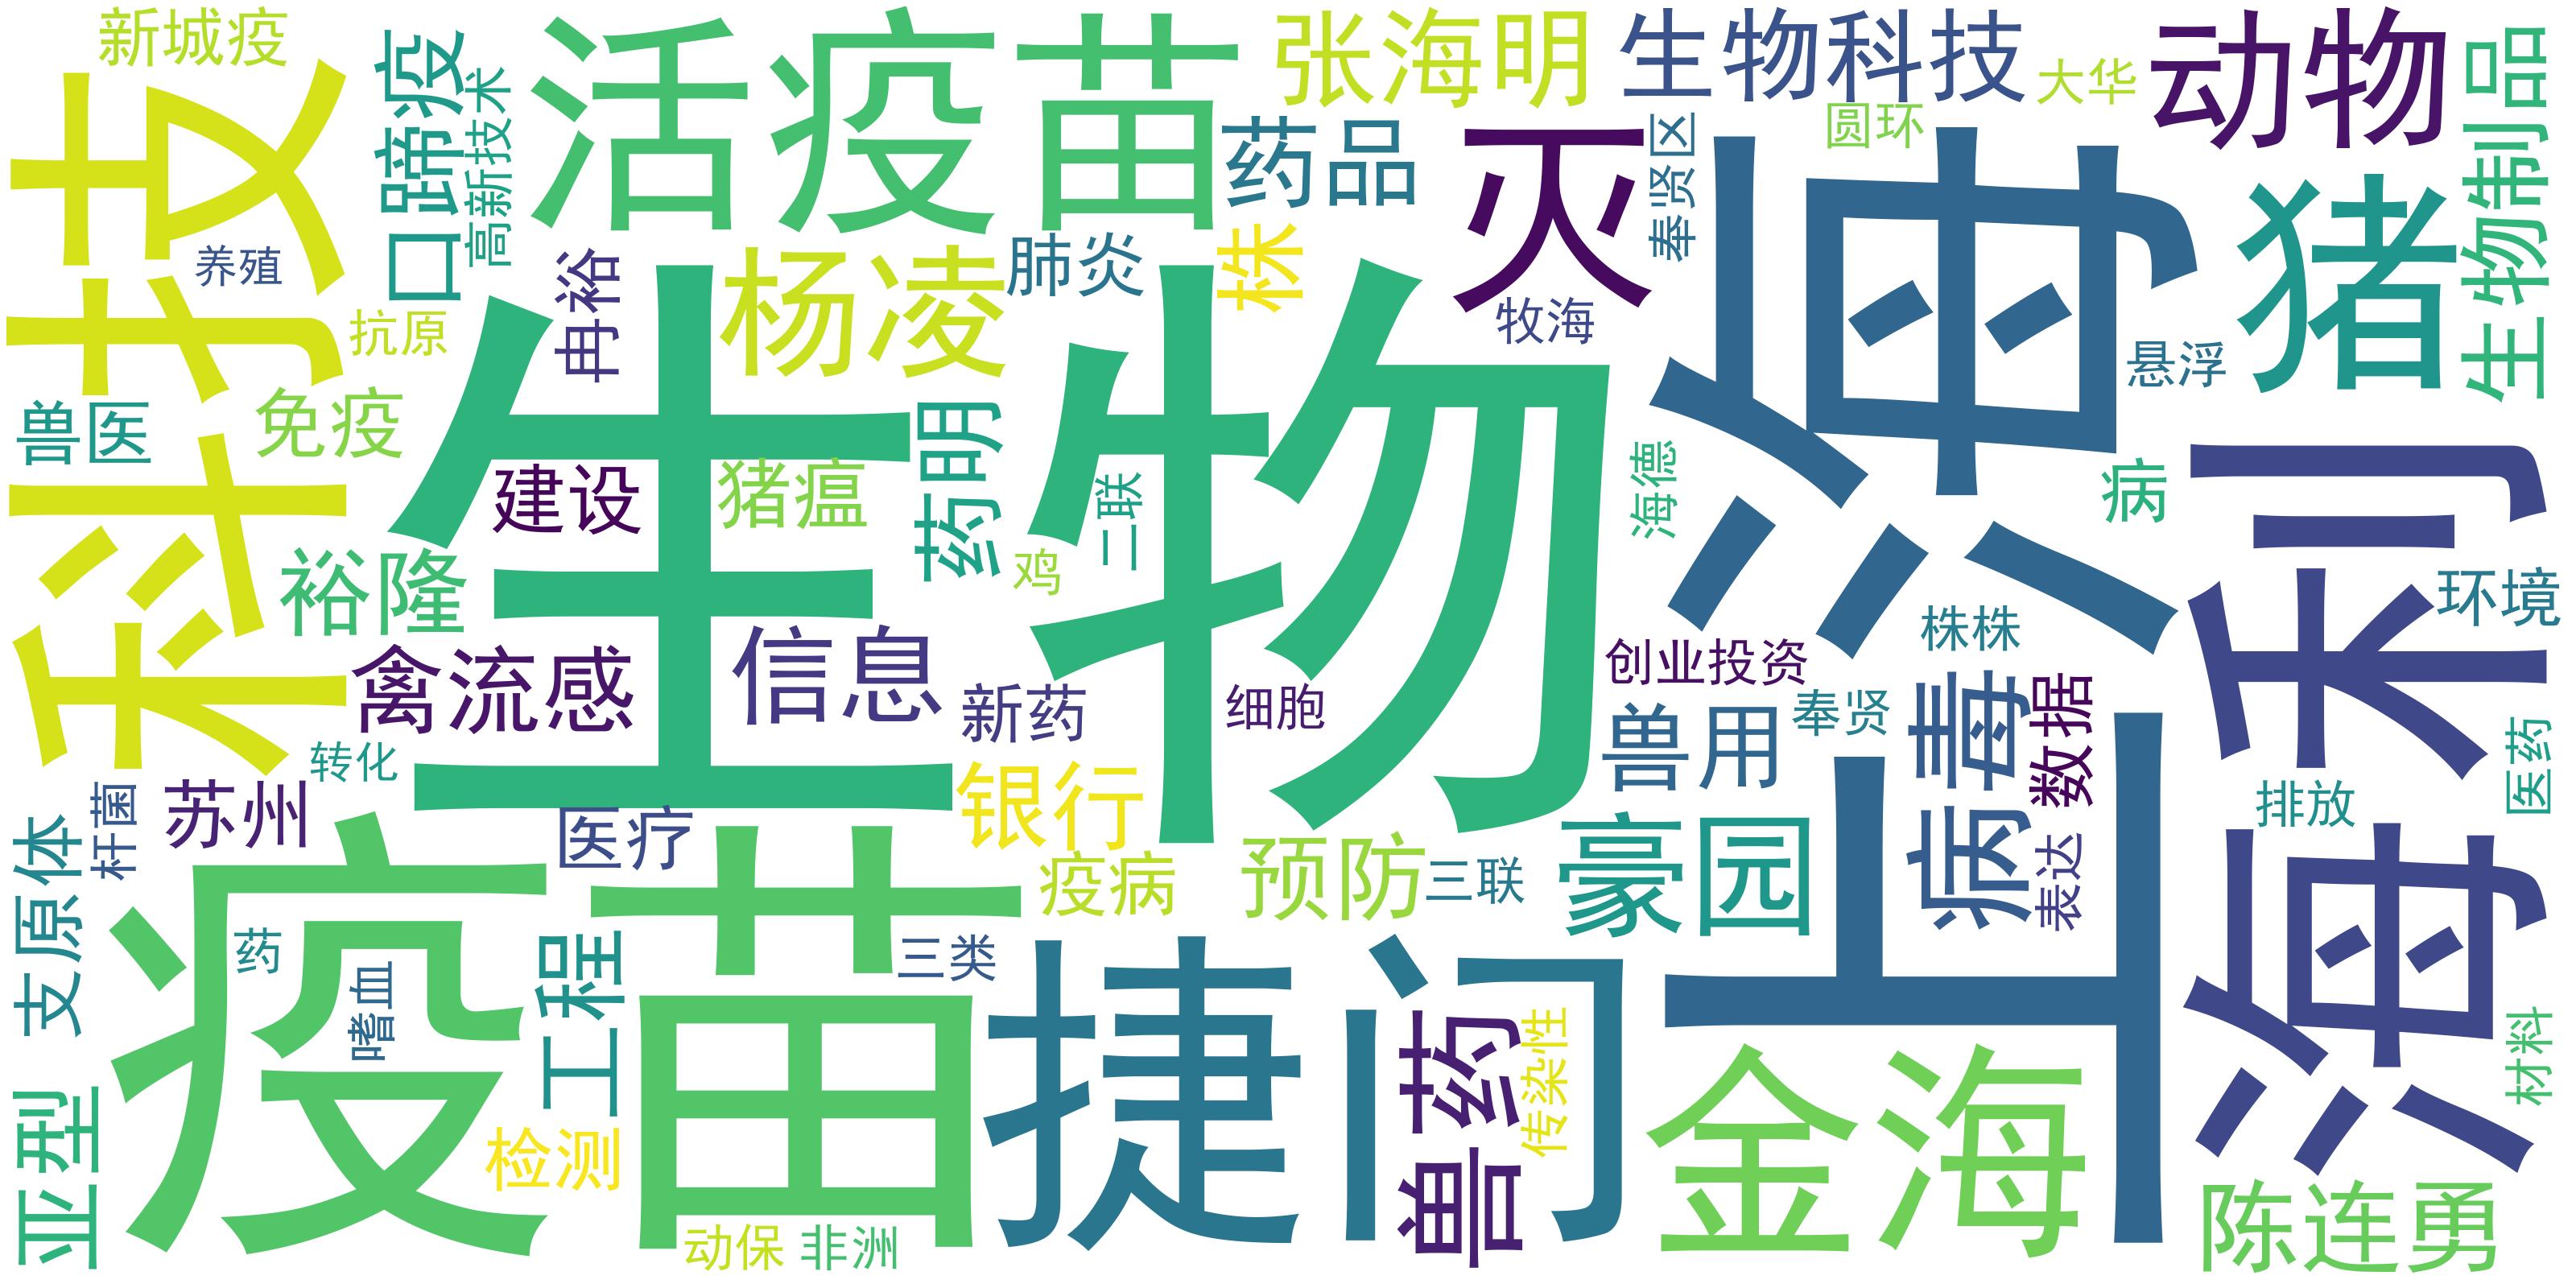 新城疫
口蹄疫
高新技术
活疫苗
张海明
生物科技
大华
动物
生物制品
科技
养殖
药品
灭
奉贤区
圆环
上海
猪
抗原
冉裕
杨凌
肺炎
株
牧海
悬浮
兽医
免疫
生物
建设
猪瘟
药明
二联
鸡
海德
病
海利
环境
裕隆
禽流感
信息
新药
细胞
创业投资
株株
奉贤
病毒
数据
兽用
转化
苏州
杆菌
支原体
医疗
银行
疫病
预防
三联
豪园
表达
排放
医药
疫苗
药
嗜血
工程
三类
捷门
兽药
传染性
金海
材料
亚型
检测
动保
非洲
陈连勇